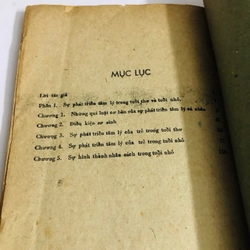 MỤC LỤC
Lời tác giả
Phần 1. Sự phát triển tâm lý trong tuổi thơ và tuổi nhỏ.
Chương 1. Những qui luật cơ bản của sự phát triển tâm lý cá nhân
Chương 2. Điều kiện sơ sinh
Chương 3. Sự phát triển tâm lý của trẻ trong tuổi thơ
Chương 4. Sự phát triển tâm lý của trẻ trong tuổi nhỏ
Chương 5. Sự hình thành nhân cách trong tuổi nhỏ